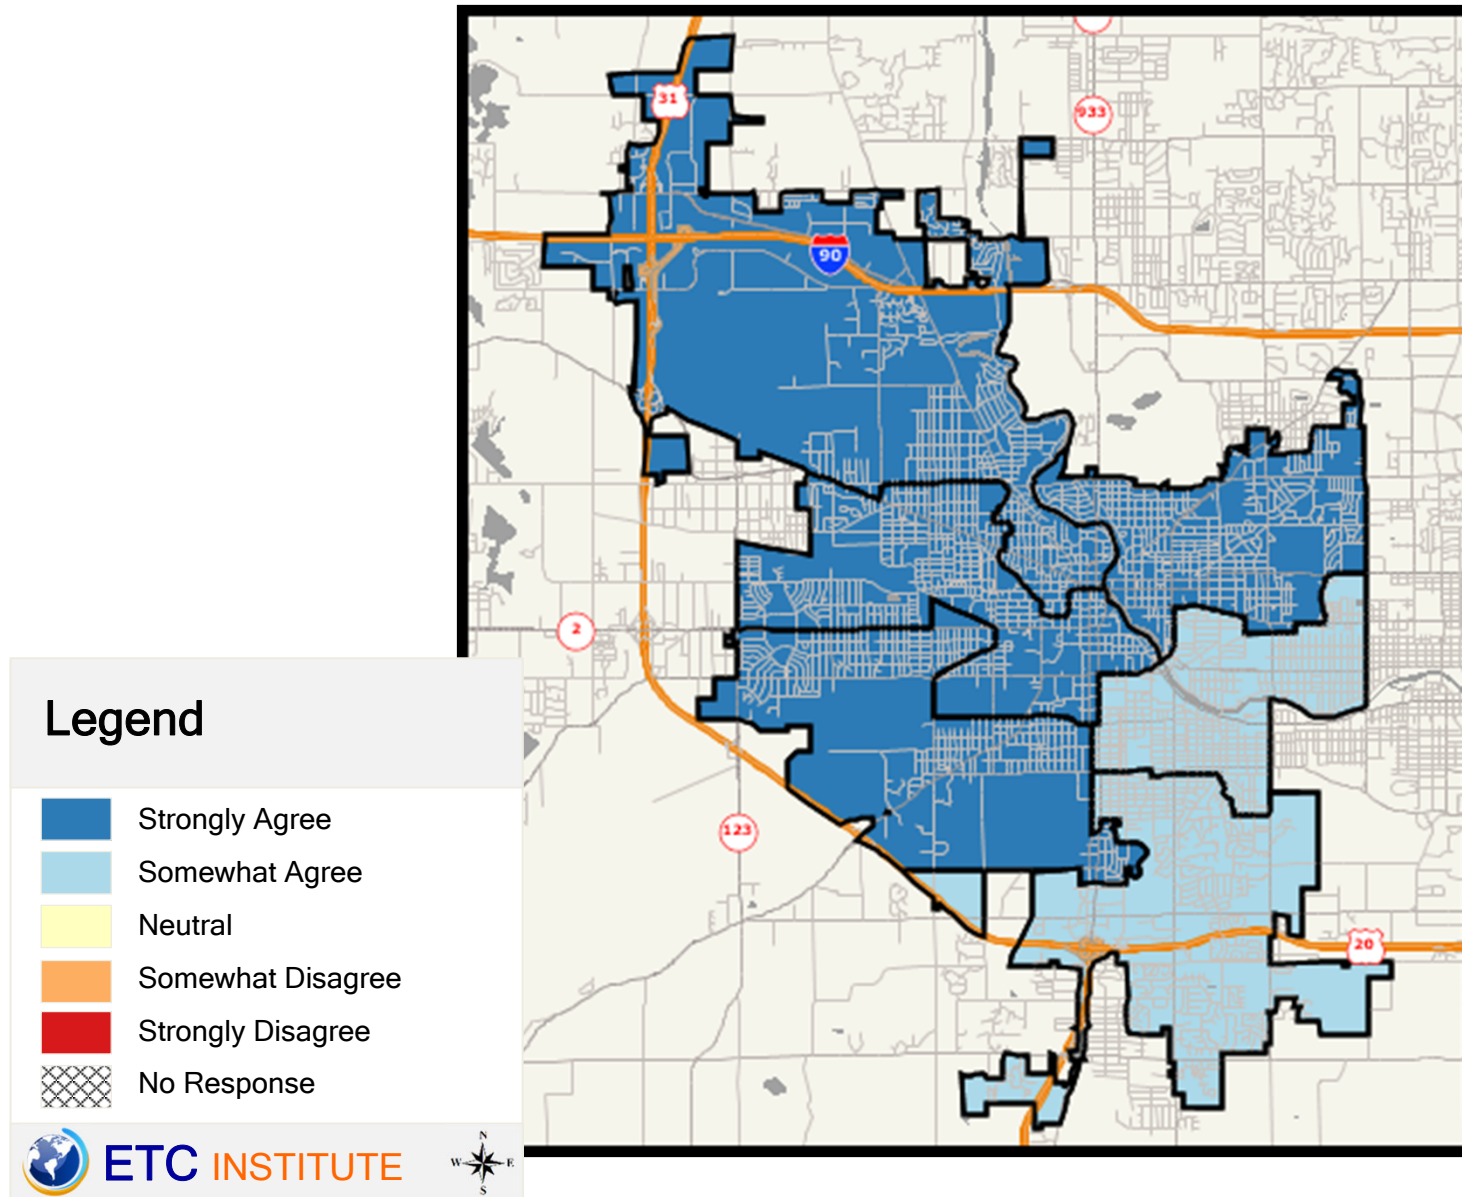 31
933
90
2
Legend
Strongly Agree
123
Somewhat Agree
Neutral
20
Somewhat Disagree
Strongly Disagree
No Response
ETC INSTITUTE
N
W E
S